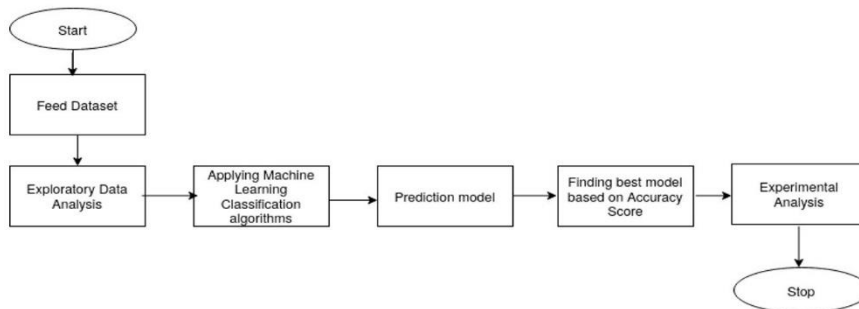 Start
Feed Dataset
Exploratory Data
Analysis
Applying Machine
Learning
Classification
algorithms
Prediction model
Finding best model
based on Accuracy
Score
Experimental
Analysis
Stop